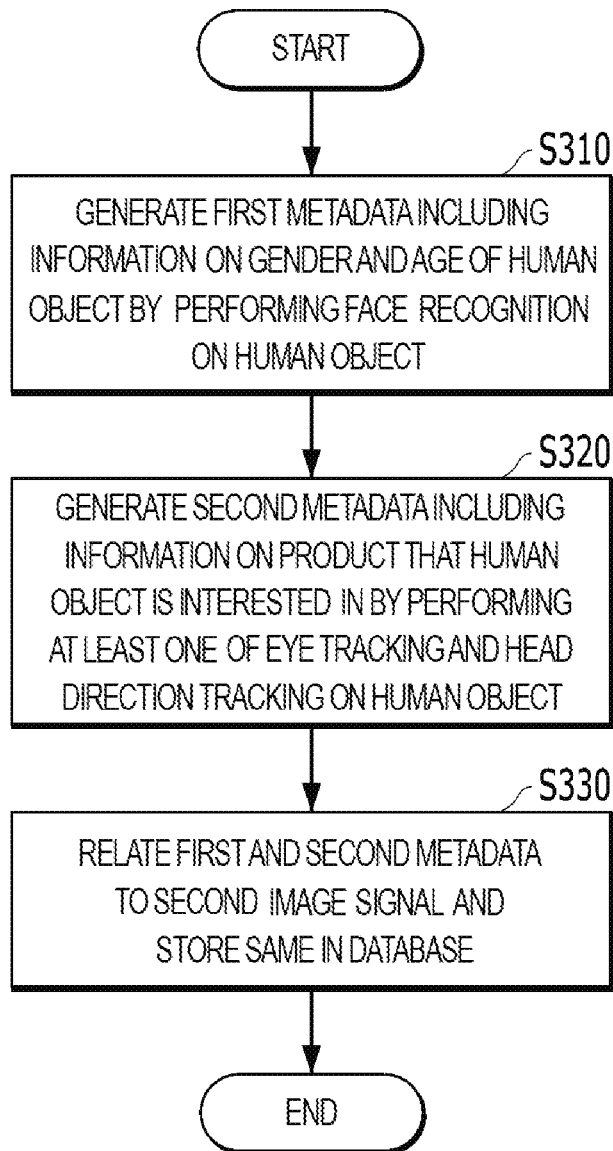 START
S310
GENERATE FIRST METADATA INCLUDING
INFORMATION ON GENDER AND AGE OF HUMAN
OBJECT BY PERFORMING FACE RECOGNITION
ON HUMAN OBJECT
S320
GENERATE SECOND METADATA INCLUDING
INFORMATION ON PRODUCT THAT HUMAN
OBJECT IS INTERESTED IN BY PERFORMING
AT LEAST ONE OF EYE TRACKING AND HEAD
DIRECTION TRACKING ON HUMAN OBJECT
S330
RELATE FIRST AND SECOND METADATA
TO SECOND IMAGE SIGNAL AND
STORE SAME IN DATABASE
END